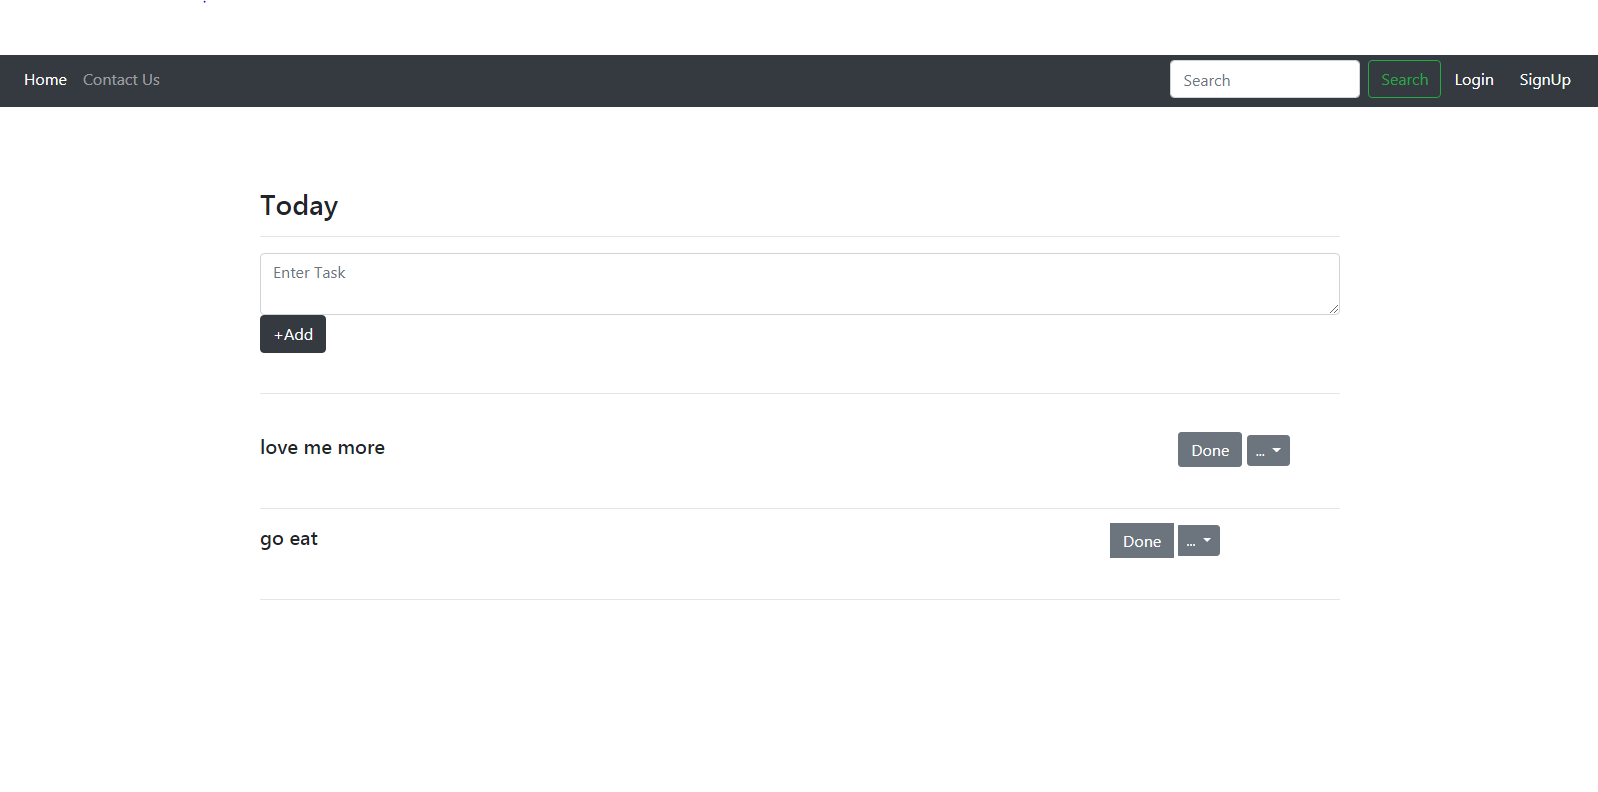 Home Contact Us Search Search Login SignUp
Today
Enter Task
+Add
love me more Done ...
go eat Done ...